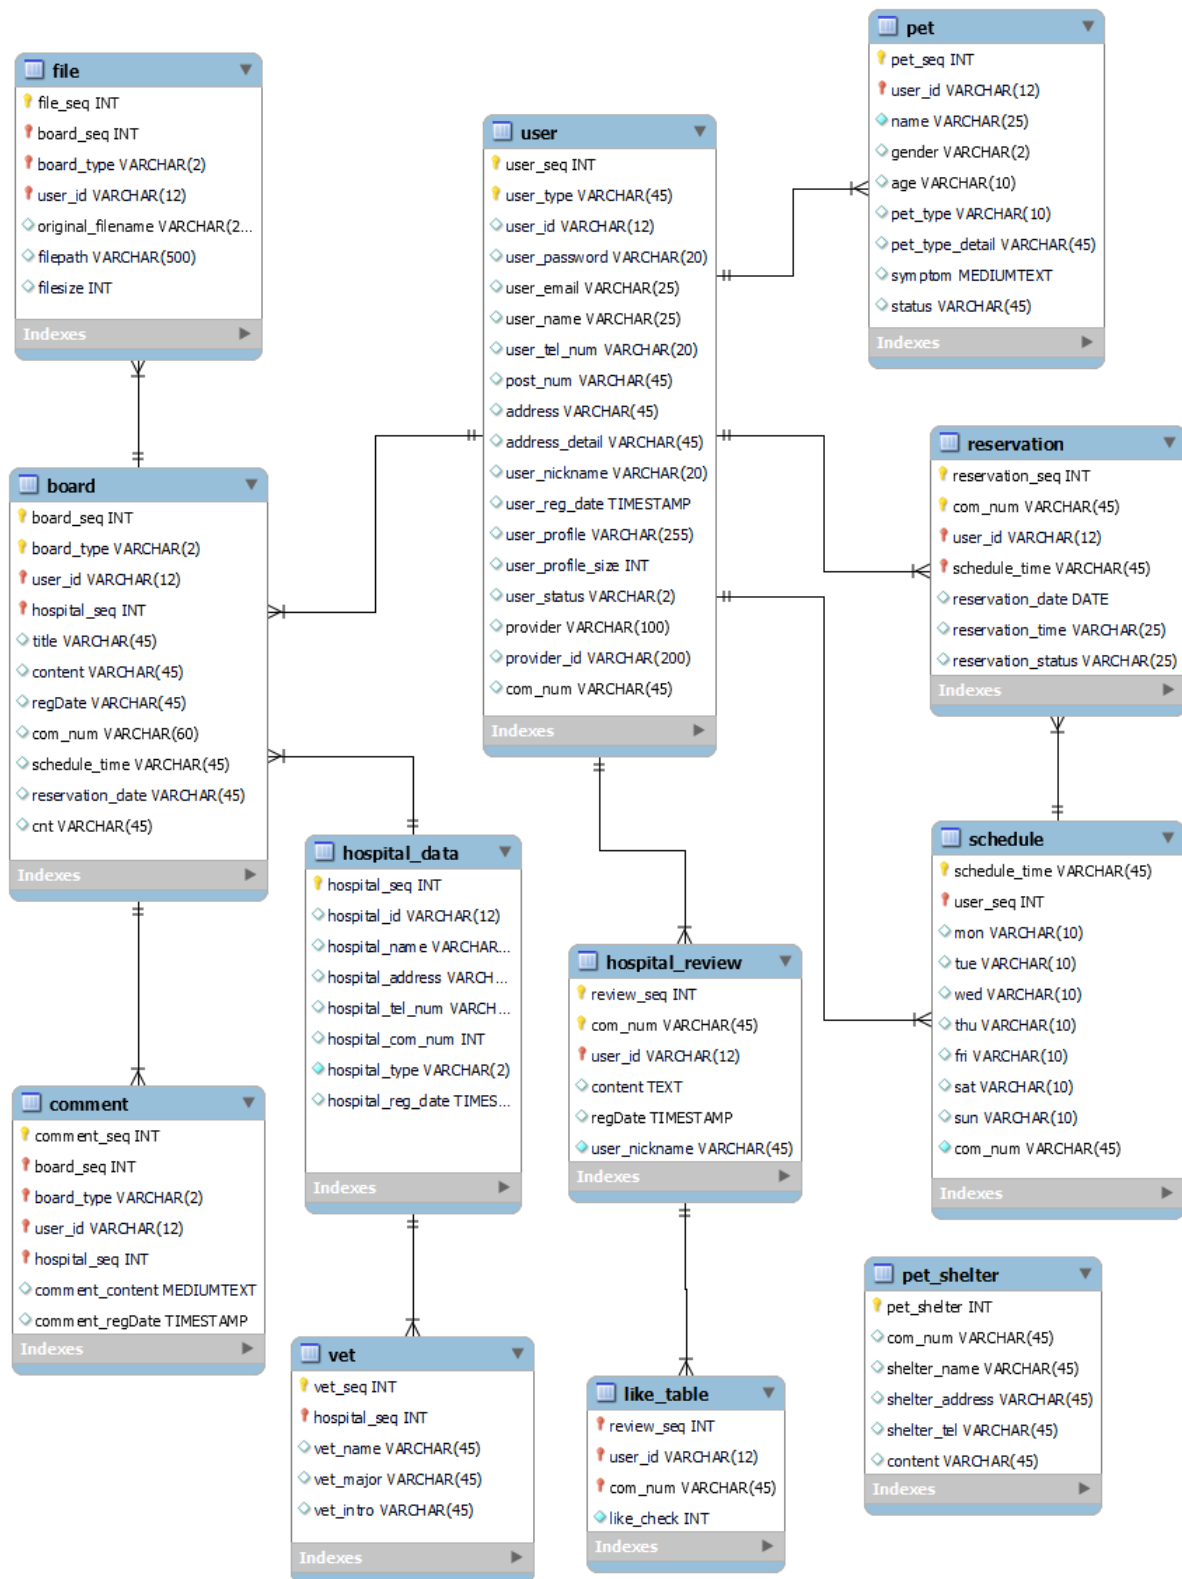 file
file_seq INT
board_seq INT
board_type VARCHAR(2)
user_id VARCHAR(12)
original_filename VARCHAR(2...
filepath VARCHAR(500)
filesize INT
Indexes
user
user_seq INT
user_type VARCHAR(45)
user_id VARCHAR(12)
user_password VARCHAR(20)
user_email VARCHAR(25)
user_name VARCHAR(25)
user_tel_num VARCHAR(20)
post_num VARCHAR(45)
address VARCHAR(45)
address_detail VARCHAR(45)
user_nickname VARCHAR(20)
user_reg_date TIMESTAMP
user_profile VARCHAR(255)
user_profile_size INT
user_status VARCHAR(2)
provider VARCHAR(100)
provider_id VARCHAR(200)
com_num VARCHAR(45)
Indexes
pet
pet_seq INT
user_id VARCHAR(12)
name VARCHAR(25)
gender VARCHAR(2)
age VARCHAR(10)
pet_type VARCHAR(10)
pet_type_detail VARCHAR(45)
symptom MEDIUMTEXT
status VARCHAR(45)
Indexes
board
board_seq INT
board_type VARCHAR(2)
user_id VARCHAR(12)
hospital_seq INT
title VARCHAR(45)
content VARCHAR(45)
regDate VARCHAR(45)
com_num VARCHAR(60)
schedule_time VARCHAR(45)
reservation_date VARCHAR(45)
cnt VARCHAR(45)
Indexes
reservation
reservation_seq INT
com_num VARCHAR(45)
user_id VARCHAR(12)
schedule_time VARCHAR(45)
reservation_date DATE
reservation_time VARCHAR(25)
reservation_status VARCHAR(25)
Indexes
hospital_data
hospital_seq INT
hospital_id VARCHAR(12)
hospital_name VARCHAR...
hospital_address VARCH...
hospital_tel_num VARCH...
hospital_com_num INT
hospital_type VARCHAR(2)
hospital_reg_date TIMES...
Indexes
hospital_review
review_seq INT
com_num VARCHAR(45)
user_id VARCHAR(12)
content TEXT
regDate TIMESTAMP
user_nickname VARCHAR(45)
Indexes
schedule
schedule_time VARCHAR(45)
user_seq INT
mon VARCHAR(10)
tue VARCHAR(10)
wed VARCHAR(10)
thu VARCHAR(10)
fri VARCHAR(10)
sat VARCHAR(10)
sun VARCHAR(10)
com_num VARCHAR(45)
Indexes
comment
comment_seq INT
board_seq INT
board_type VARCHAR(2)
user_id VARCHAR(12)
hospital_seq INT
comment_content MEDIUMTEXT
comment_regDate TIMESTAMP
Indexes
vet
vet_seq INT
hospital_seq INT
vet_name VARCHAR(45)
vet_major VARCHAR(45)
vet_intro VARCHAR(45)
Indexes
like_table
review_seq INT
user_id VARCHAR(12)
com_num VARCHAR(45)
like_check INT
Indexes
pet_shelter
pet_shelter INT
com_num VARCHAR(45)
shelter_name VARCHAR(45)
shelter_address VARCHAR(45)
shelter_tel VARCHAR(45)
content VARCHAR(45)
Indexes